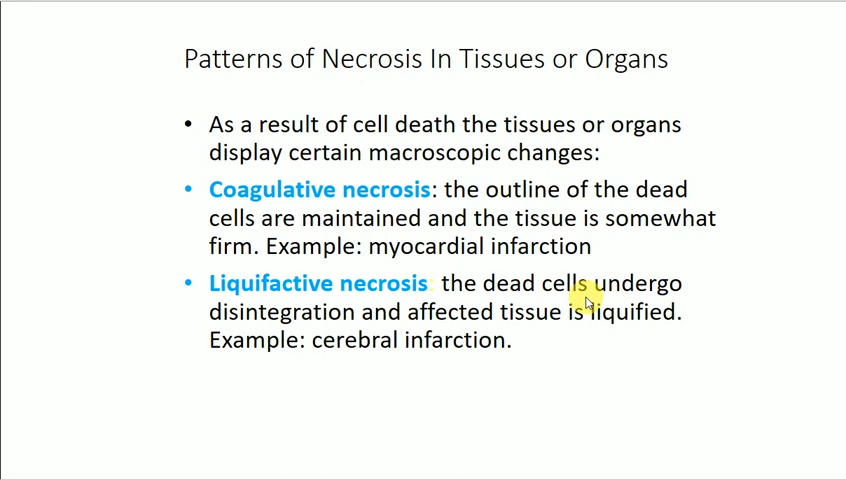 Patterns of Necrosis In Tissues or Organs
• As a result of cell death the tissues or organs
display certain macroscopic changes:
• Coagulative necrosis: the outline of the dead
cells are maintained and the tissue is somewhat
firm. Example: myocardial infarction
• Liquifactive necrosis: the dead cells undergo
disintegration and affected tissue is liquified.
Example: cerebral infarction.